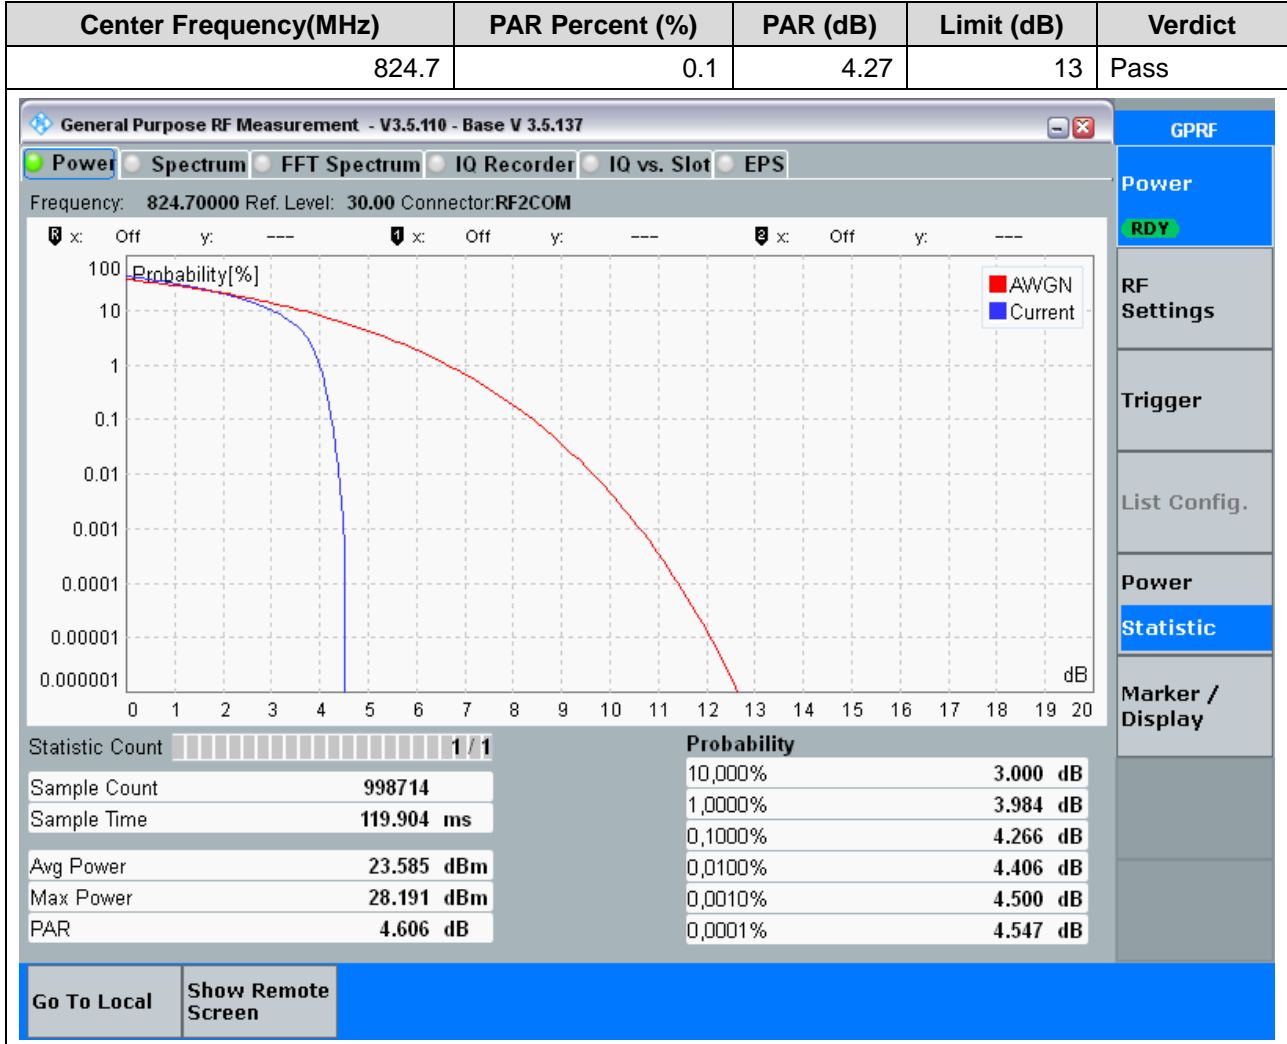 Center Frequency(MHz) PAR Percent (%) PAR (dB) Limit (dB) Verdict
824.7 0.1 4.27 13 Pass
General Purpose RF Measurement - V3.5.110 - Base V 3.5.137
GPRF
Power Spectrum FFT Spectrum IQ Recorder IQ vs. Slot EPS
Frequency: 824.70000 Ref. Level: 30.00 Connector:RF2COM
R x: Off y: --- 1 x: Off y: --- 2 x: Off y: ---
Probability[%]
AWGN
Current
100
10
1
0.1
0.01
0.001
0.0001
0.00001
0.000001
dB
0 1 2 3 4 5 6 7 8 9 10 11 12 13 14 15 16 17 18 19 20
Statistic Count 1 / 1
Sample Count 998714
Sample Time 119.904 ms
Avg Power 23.585 dBm
Max Power 28.191 dBm
PAR 4.606 dB
Probability
10,000% 3.000 dB
1,0000% 3.984 dB
0,1000% 4.266 dB
0,0100% 4.406 dB
0,0010% 4.500 dB
0,0001% 4.547 dB
Power
RDY
RF
Settings
Trigger
List Config.
Power
Statistic
Marker /
Display
Go To Local
Show Remote
Screen